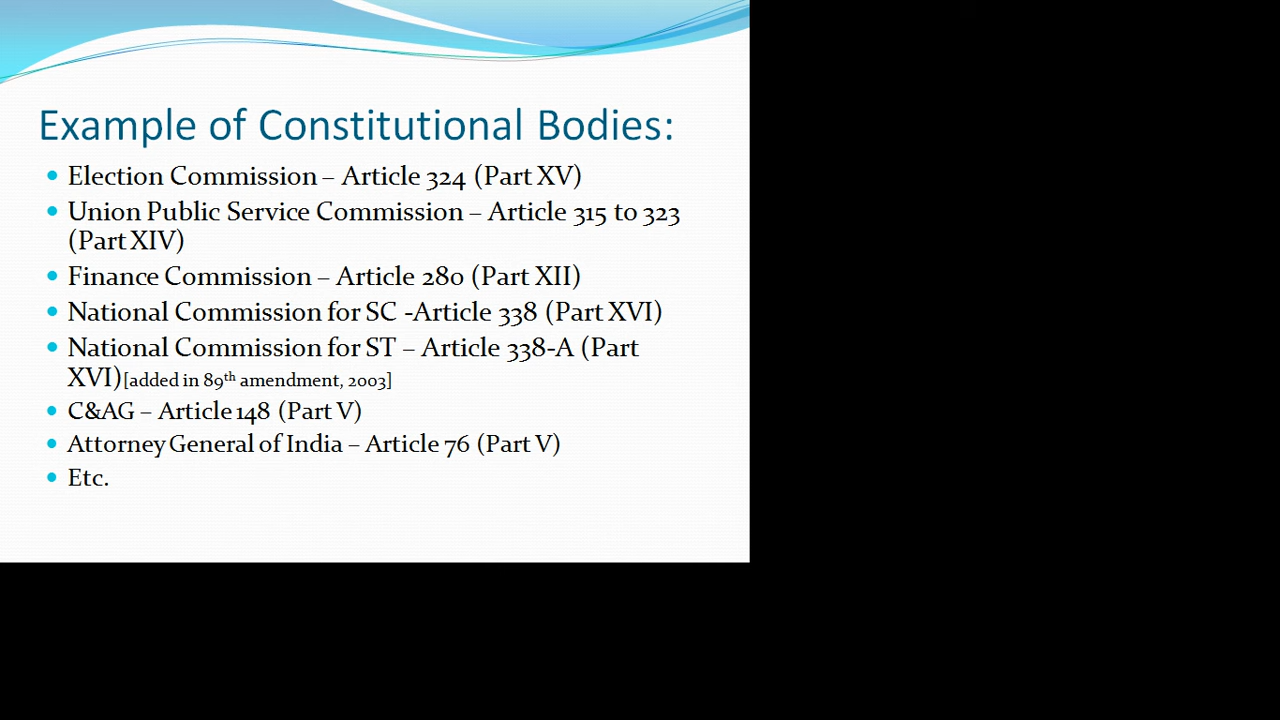 Example of Constitutional Bodies:
• Election Commission – Article 324 (Part XV)
• Union Public Service Commission – Article 315 to 323
(Part XIV)
• Finance Commission – Article 280 (Part XII)
• National Commission for SC -Article 338 (Part XVI)
• National Commission for ST – Article 338-A (Part
XVI)[added in 89th amendment, 2003]
• C&AG – Article 148 (Part V)
• Attorney General of India – Article 76 (Part V)
• Etc.